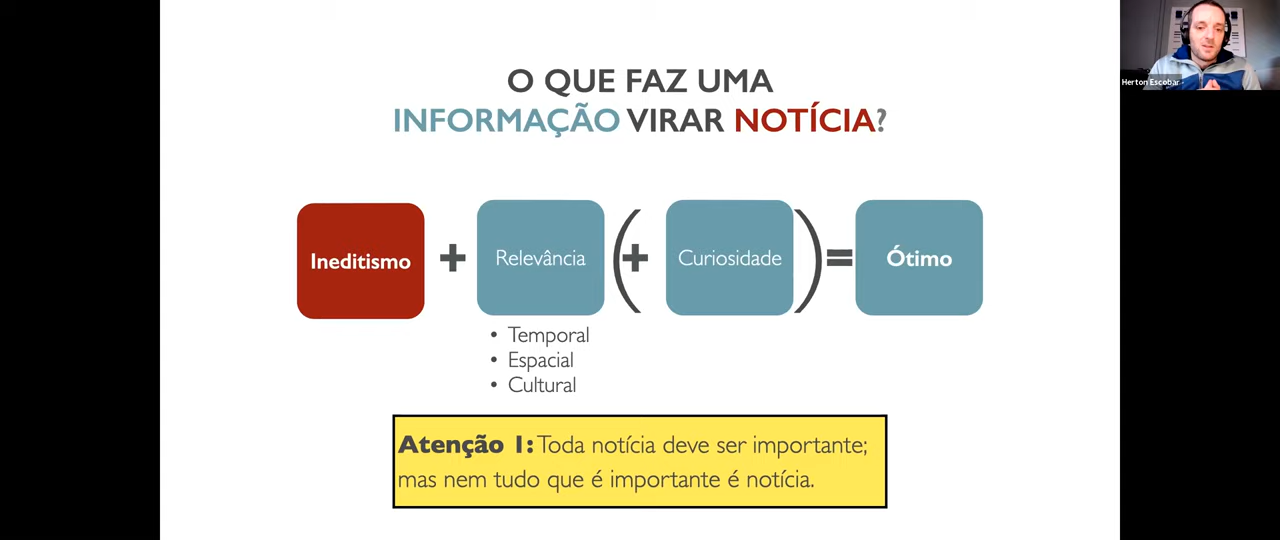 O QUE FAZ UMA
INFORMAÇÃO VIRAR NOTÍCIA?
Ineditismo + Relevância (+ Curiosidade) = Ótimo
• Temporal
• Espacial
• Cultural
Atenção 1: Toda notícia deve ser importante;
mas nem tudo que é importante é notícia.
Herton Escobar